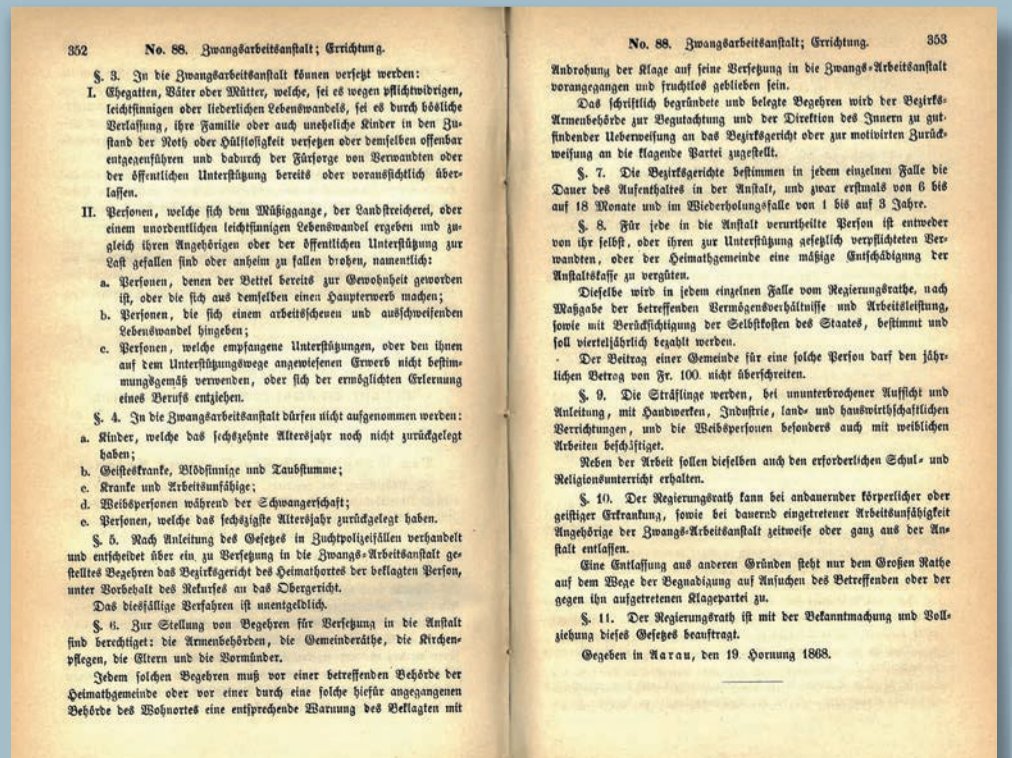 352 No. 88. Zwangsarbeitsanstalt; Errichtung.
§. 3. In die Zwangsarbeitsanstalt können versetzt werden:
I. Ehegatten, Väter oder Mütter, welche, sei es wegen pflichtwidrigen,
leichtsinnigen oder liederlichen Lebenswandels, sei es durch bösliche
Verlassung, ihre Familie oder auch uneheliche Kinder in den Zu-
stand der Noth oder Hülflosigkeit versetzen oder demselben offenbar
entgegenführen und dadurch der Fürsorge von Verwandten oder
der öffentlichen Unterstützung bereits oder voraussichtlich über-
lassen.
II. Personen, welche sich dem Müßiggange, der Landstreicherei, oder
einem unordentlichen leichtsinnigen Lebenswandel ergeben und zu-
gleich ihren Angehörigen oder der öffentlichen Unterstützung zur
Last gefallen sind oder anheim zu fallen drohen, namentlich:
a. Personen, denen der Bettel bereits zur Gewohnheit geworden
ist, oder die sich aus demselben einen Haupterwerb machen;
b. Personen, die sich einem arbeitsscheuen und ausschweifenden
Lebenswandel hingeben;
c. Personen, welche empfangene Unterstützungen, oder den ihnen
auf dem Unterstützungswege angewiesenen Erwerb nicht bestim-
mungsgemäß verwenden, oder sich der ermöglichten Erlernung
eines Berufs entziehen.
§. 4. In die Zwangsarbeitsanstalt dürfen nicht aufgenommen werden:
a. Kinder, welche das sechszehnte Altersjahr noch nicht zurückgelegt
haben;
b. Geisteskranke, Blödsinnige und Taubstumme;
c. Kranke und Arbeitsunfähige;
d. Weibspersonen während der Schwangerschaft;
e. Personen, welche das sechszigste Altersjahr zurückgelegt haben.
§. 5. Nach Anleitung des Gesetzes in Zuchtpolizeifällen verhandelt
und entscheidet über ein zu Versetzung in die Zwangs-Arbeitsanstalt ge-
stelltes Begehren das Bezirksgericht des Heimathortes der beklagten Person,
unter Vorbehalt des Rekurses an das Obergericht.
Das diesfällige Verfahren ist unentgeldlich.
§. 6. Zur Stellung von Begehren für Versetzung in die Anstalt
sind berechtiget: die Armenbehörden, die Gemeinderäthe, die Kirchen-
pflegen, die Eltern und die Vormünder.
Jedem solchen Begehren muß vor einer betreffenden Behörde der
Heimathgemeinde oder vor einer durch eine solche hiefür angegangenen
Behörde des Wohnortes eine entsprechende Warnung des Beklagten mit
No. 88. Zwangsarbeitsanstalt; Errichtung. 353
Androhung der Klage auf seine Versetzung in die Zwangs-Arbeitsanstalt
vorangegangen und fruchtlos geblieben sein.
Das schriftlich begründete und belegte Begehren wird der Bezirks-
Armenbehörde zur Begutachtung und der Direktion des Innern zu gut-
findender Ueberweisung an das Bezirksgericht oder zur motivirten Zurück-
weisung an die klagende Partei zugestellt.
§. 7. Die Bezirksgerichte bestimmen in jedem einzelnen Falle die
Dauer des Aufenthaltes in der Anstalt, und zwar erstmals von 6 bis
auf 18 Monate und im Wiederholungsfalle von 1 bis auf 3 Jahre.
§. 8. Für jede in die Anstalt verurtheilte Person ist entweder
von ihr selbst, oder ihren zur Unterstützung gesetzlich verpflichteten Ver-
wandten, oder der Heimathgemeinde eine mäßige Entschädigung der
Anstaltskasse zu vergüten.
Dieselbe wird in jedem einzelnen Falle vom Regierungsrathe, nach
Maßgabe der betreffenden Vermögensverhältnisse und Arbeitsleistung,
sowie mit Berücksichtigung der Selbstkosten des Staates, bestimmt und
soll vierteljährlich bezahlt werden.
Der Beitrag einer Gemeinde für eine solche Person darf den jähr-
lichen Betrag von Fr. 100. nicht überschreiten.
§. 9. Die Sträflinge werden, bei ununterbrochener Aufsicht und
Anleitung, mit Handwerken, Industrie, land- und hauswirthschaftlichen
Verrichtungen, und die Weibspersonen besonders auch mit weiblichen
Arbeiten beschäftiget.
Neben der Arbeit sollen dieselben auch den erforderlichen Schul- und
Religionsunterricht erhalten.
§. 10. Der Regierungsrath kann bei andauernder körperlicher oder
geistiger Erkrankung, sowie bei dauernd eingetretener Arbeitsunfähigkeit
Angehörige der Zwangs-Arbeitsanstalt zeitweise oder ganz aus der An-
stalt entlassen.
Eine Entlassung aus anderen Gründen steht nur dem Großen Rathe
auf dem Wege der Begnadigung auf Ansuchen des Betreffenden oder der
gegen ihn aufgetretenen Klagepartei zu.
§. 11. Der Regierungsrath ist mit der Bekanntmachung und Voll-
ziehung dieses Gesetzes beauftragt.
Gegeben in Aarau, den 19. Hornung 1868.